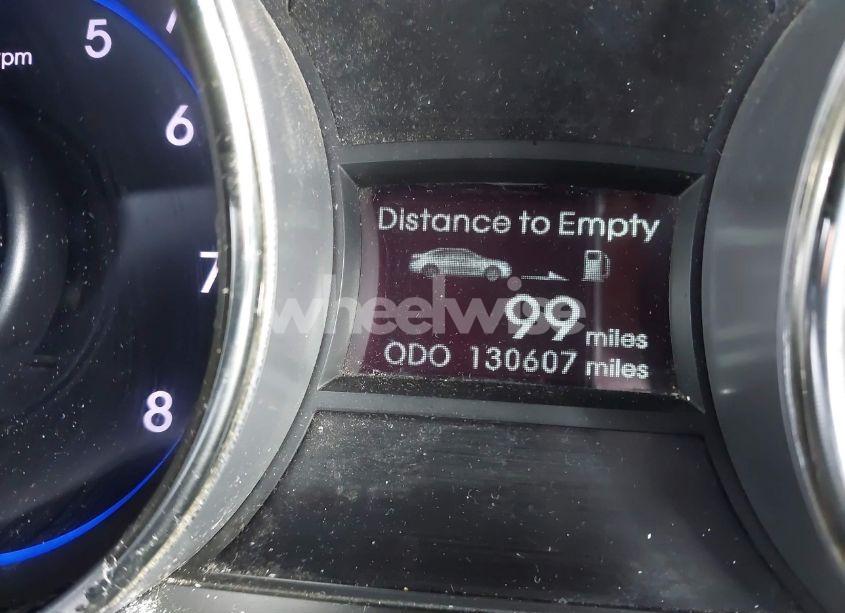 5
rpm
6
7
8
Distance to Empty
99 miles
ODO 130607 miles
wheelwise